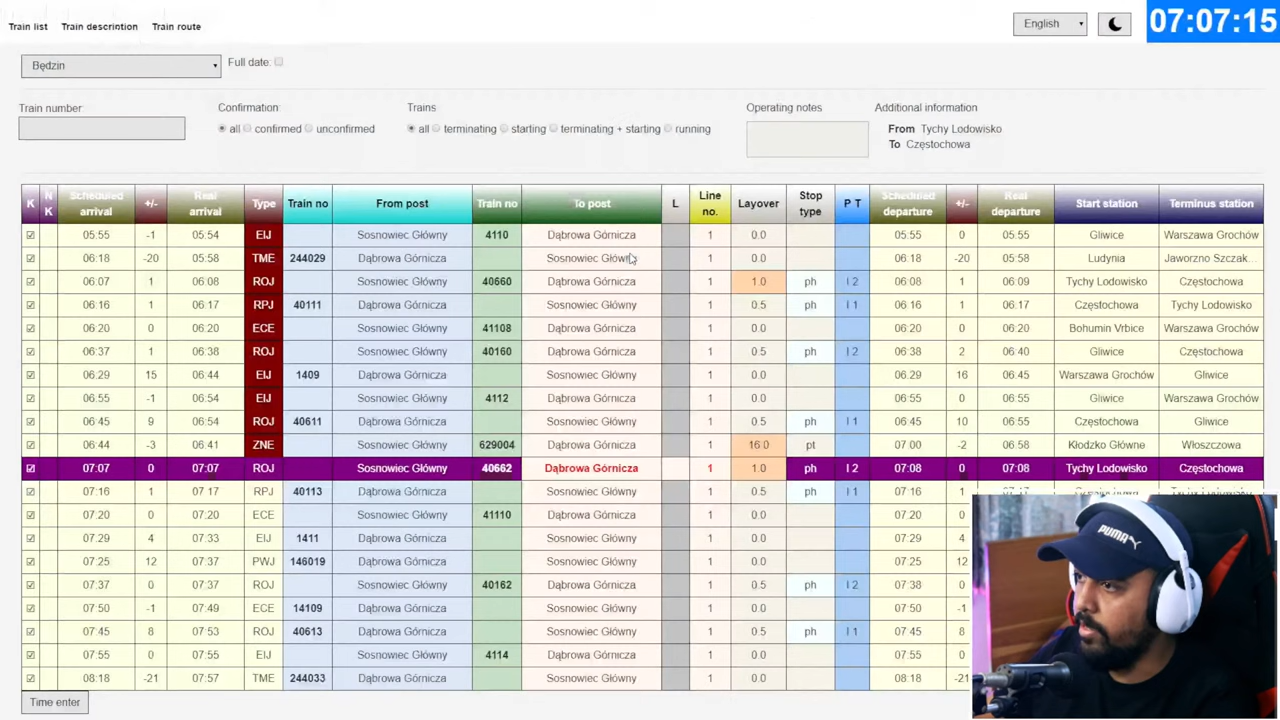 Train list Train description Train route English 07:07:15
Będzin Full date:
Train number: Confirmation: Trains Operating notes Additional information
all confirmed unconfirmed all terminating starting terminating + starting running From Tychy Lodowisko
To Częstochowa
K N K Scheduled arrival +/- Real arrival Type Train no From post Train no To post L Line no. Layover Stop type P T Scheduled departure +/- Real departure Start station Terminus station
05:55 -1 05:54 EIJ Sosnowiec Główny 4110 Dąbrowa Górnicza 1 0.0 05:55 0 05:55 Gliwice Warszawa Grochów
06:18 -20 05:58 TME 244029 Dąbrowa Górnicza Sosnowiec Główny 1 0.0 06:18 -20 05:58 Ludynia Jaworzno Szczak...
06:07 1 06:08 ROJ Sosnowiec Główny 40660 Dąbrowa Górnicza 1 1.0 ph I 2 06:08 1 06:09 Tychy Lodowisko Częstochowa
06:16 1 06:17 RPJ 40111 Dąbrowa Górnicza Sosnowiec Główny 1 0.5 ph I 1 06:16 1 06:17 Częstochowa Tychy Lodowisko
06:20 0 06:20 ECE Sosnowiec Główny 41108 Dąbrowa Górnicza 1 0.0 06:20 0 06:20 Bohumin Vrbice Warszawa Grochów
06:37 1 06:38 ROJ Sosnowiec Główny 40160 Dąbrowa Górnicza 1 0.5 ph I 2 06:38 2 06:40 Gliwice Częstochowa
06:29 15 06:44 EIJ 1409 Dąbrowa Górnicza Sosnowiec Główny 1 0.0 06:29 16 06:45 Warszawa Grochów Gliwice
06:55 -1 06:54 EIJ Sosnowiec Główny 4112 Dąbrowa Górnicza 1 0.0 06:55 0 06:55 Gliwice Warszawa Grochów
06:45 9 06:54 ROJ 40611 Dąbrowa Górnicza Sosnowiec Główny 1 0.5 ph I 1 06:45 10 06:55 Częstochowa Gliwice
06:44 -3 06:41 ZNE Sosnowiec Główny 629004 Dąbrowa Górnicza 1 16.0 pt 07:00 -2 06:58 Kłodzko Główne Włoszczowa
07:07 0 07:07 ROJ Sosnowiec Główny 40662 Dąbrowa Górnicza 1 1.0 ph I 2 07:08 0 07:08 Tychy Lodowisko Częstochowa
07:16 1 07:17 RPJ 40113 Dąbrowa Górnicza Sosnowiec Główny 1 0.5 ph I 1 07:16 1
07:20 0 07:20 ECE Sosnowiec Główny 41110 Dąbrowa Górnicza 1 0.0 07:20 0
07:29 4 07:33 EIJ 1411 Dąbrowa Górnicza Sosnowiec Główny 1 0.0 07:29 4
07:25 12 07:37 PWJ 146019 Dąbrowa Górnicza Sosnowiec Główny 1 0.0 07:25 12
07:37 0 07:37 ROJ Sosnowiec Główny 40162 Dąbrowa Górnicza 1 0.5 ph I 2 07:38 0
07:50 -1 07:49 ECE 14109 Dąbrowa Górnicza Sosnowiec Główny 1 0.0 07:50 -1
07:45 8 07:53 ROJ 40613 Dąbrowa Górnicza Sosnowiec Główny 1 0.5 ph I 1 07:45 8
07:55 0 07:55 EIJ Sosnowiec Główny 4114 Dąbrowa Górnicza 1 0.0 07:55 0
08:18 -21 07:57 TME 244033 Dąbrowa Górnicza Sosnowiec Główny 1 0.0 08:18 -21
Time enter
PUMA